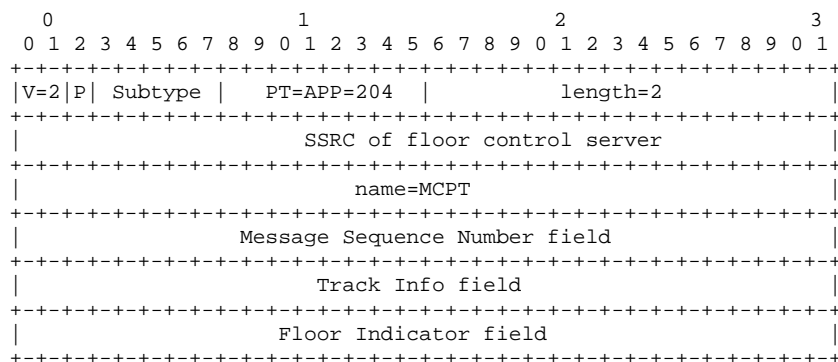 0 1 2 3
0 1 2 3 4 5 6 7 8 9 0 1 2 3 4 5 6 7 8 9 0 1 2 3 4 5 6 7 8 9 0 1
+-+-+-+-+-+-+-+-+-+-+-+-+-+-+-+-+-+-+-+-+-+-+-+-+-+-+-+-+-+-+-+-+
|V=2|P| Subtype | PT=APP=204 | length=2 |
+-+-+-+-+-+-+-+-+-+-+-+-+-+-+-+-+-+-+-+-+-+-+-+-+-+-+-+-+-+-+-+-+
| SSRC of floor control server |
+-+-+-+-+-+-+-+-+-+-+-+-+-+-+-+-+-+-+-+-+-+-+-+-+-+-+-+-+-+-+-+-+
| name=MCPT |
+-+-+-+-+-+-+-+-+-+-+-+-+-+-+-+-+-+-+-+-+-+-+-+-+-+-+-+-+-+-+-+-+
| Message Sequence Number field |
+-+-+-+-+-+-+-+-+-+-+-+-+-+-+-+-+-+-+-+-+-+-+-+-+-+-+-+-+-+-+-+-+
| Track Info field |
+-+-+-+-+-+-+-+-+-+-+-+-+-+-+-+-+-+-+-+-+-+-+-+-+-+-+-+-+-+-+-+-+
| Floor Indicator field |
+-+-+-+-+-+-+-+-+-+-+-+-+-+-+-+-+-+-+-+-+-+-+-+-+-+-+-+-+-+-+-+-+